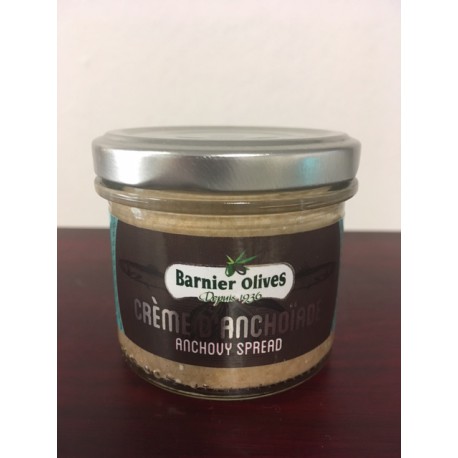 Barnier Olives
Depuis 1936
CRÈME D'ANCHOÏADE
ANCHOVY SPREAD